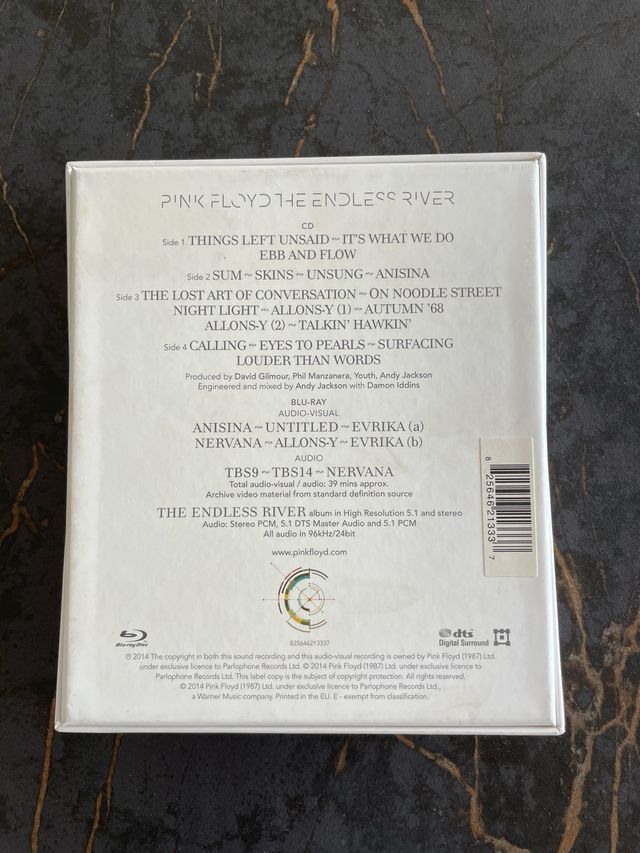 PINK FLOYD THE ENDLESS RIVER
CD
Side 1 THINGS LEFT UNSAID ~ IT'S WHAT WE DO
EBB AND FLOW
Side 2 SUM ~ SKINS ~ UNSUNG ~ ANISINA
Side 3 THE LOST ART OF CONVERSATION ~ ON NOODLE STREET
NIGHT LIGHT ~ ALLONS-Y (1) ~ AUTUMN '68
ALLONS-Y (2) ~ TALKIN' HAWKIN'
Side 4 CALLING ~ EYES TO PEARLS ~ SURFACING
LOUDER THAN WORDS
Produced by David Gilmour, Phil Manzanera, Youth, Andy Jackson
Engineered and mixed by Andy Jackson with Damon Iddins
BLU-RAY
AUDIO-VISUAL
ANISINA ~ UNTITLED ~ EVRIKA (a)
NERVANA ~ ALLONS-Y ~ EVRIKA (b)
AUDIO
TBS9 ~ TBS14 ~ NERVANA
Total audio-visual / audio: 39 mins approx.
Archive video material from standard definition source
THE ENDLESS RIVER album in High Resolution 5.1 and stereo
Audio: Stereo PCM, 5.1 DTS Master Audio and 5.1 PCM
All audio in 96kHz/24bit
www.pinkfloyd.com
8 25646 21333 7
825646213337
Blu-ray Disc
dts
Digital Surround
℗ 2014 The copyright in both this sound recording and this audio-visual recording is owned by Pink Floyd (1987) Ltd.
under exclusive licence to Parlophone Records Ltd. © 2014 Pink Floyd (1987) Ltd. under exclusive licence to
Parlophone Records Ltd. This label copy is the subject of copyright protection. All rights reserved.
© 2014 Pink Floyd (1987) Ltd. under exclusive licence to Parlophone Records Ltd.,
a Warner Music company. Printed in the EU. E - exempt from classification.